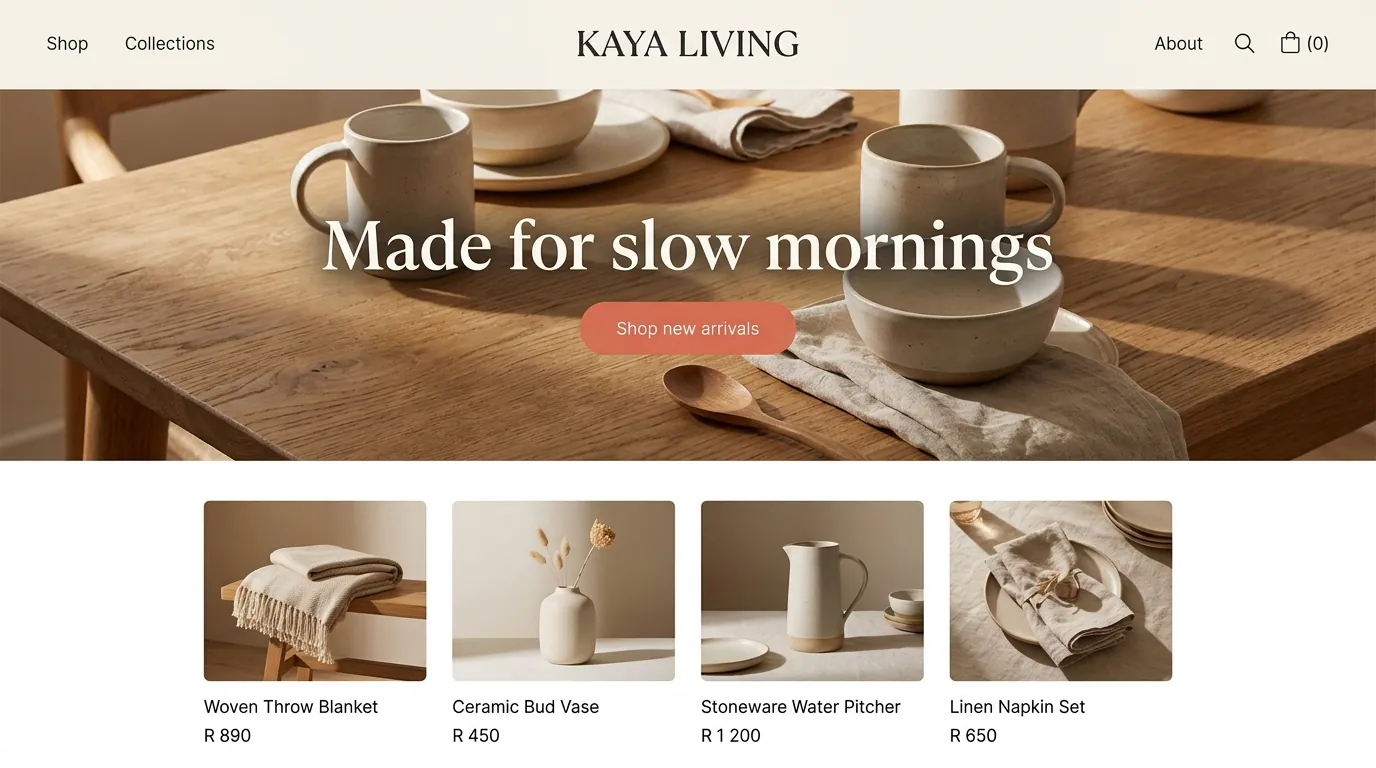 Shop
Collections
KAYA LIVING
About
(0)
Made for slow mornings
Shop new arrivals
Woven Throw Blanket
R 890
Ceramic Bud Vase
R 450
Stoneware Water Pitcher
R 1 200
Linen Napkin Set
R 650